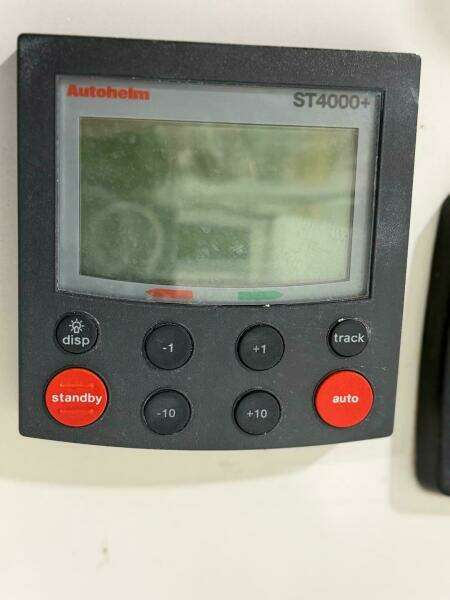 Autohelm
ST4000+
disp
-1
+1
track
standby
-10
+10
auto